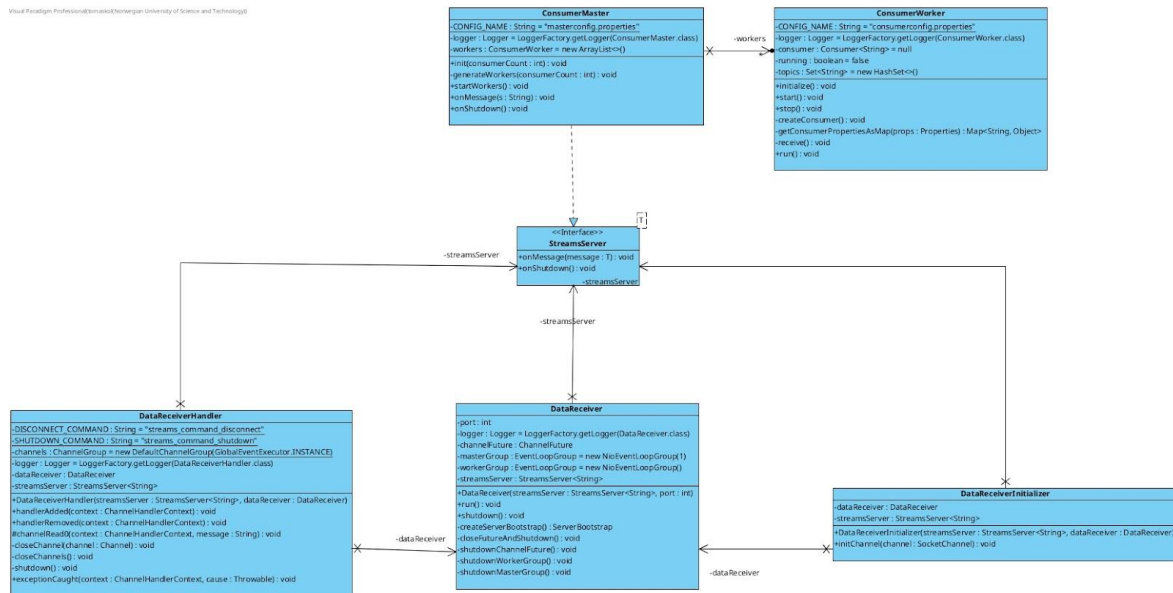 Visual Paradigm Professional(tomaskol(Norwegian University of Science and Technology))
ConsumerMaster
-CONFIG_NAME : String = "masterconfig.properties"
-logger : Logger = LoggerFactory.getLogger(ConsumerMaster.class)
-workers : ConsumerWorker = new ArrayList<>()
+init(consumerCount : int) : void
-generateWorkers(consumerCount : int) : void
+startWorkers() : void
+onMessage(s : String) : void
+onShutdown() : void
-workers
ConsumerWorker
-CONFIG_NAME : String = "consumerconfig.properties"
-logger : Logger = LoggerFactory.getLogger(ConsumerWorker.class)
-consumer : Consumer<String> = null
-running : boolean = false
-topics : Set<String> = new HashSet<>()
+initialize() : void
+start() : void
+stop() : void
-createConsumer() : void
-getConsumerPropertiesAsMap(props : Properties) : Map<String, Object>
-receive() : void
+run() : void
T
<<Interface>>
StreamsServer
+onMessage(message : T) : void
+onShutdown() : void
-streamsServer
-streamsServer
-streamsServer
DataReceiverHandler
-DISCONNECT_COMMAND : String = "streams_command_disconnect"
-SHUTDOWN_COMMAND : String = "streams_command_shutdown"
-channels : ChannelGroup = new DefaultChannelGroup(GlobalEventExecutor.INSTANCE)
-logger : Logger = LoggerFactory.getLogger(DataReceiverHandler.class)
-dataReceiver : DataReceiver
-streamsServer : StreamsServer<String>
+DataReceiverHandler(streamsServer : StreamsServer<String>, dataReceiver : DataReceiver)
+handlerAdded(context : ChannelHandlerContext) : void
+handlerRemoved(context : ChannelHandlerContext) : void
#channelRead0(context : ChannelHandlerContext, message : String) : void
-closeChannel(channel : Channel) : void
-closeChannels() : void
-shutdown() : void
+exceptionCaught(context : ChannelHandlerContext, cause : Throwable) : void
-dataReceiver
DataReceiver
-port : int
-logger : Logger = LoggerFactory.getLogger(DataReceiver.class)
-channelFuture : ChannelFuture
-masterGroup : EventLoopGroup = new NioEventLoopGroup(1)
-workerGroup : EventLoopGroup = new NioEventLoopGroup()
-streamsServer : StreamsServer<String>
+DataReceiver(streamsServer : StreamsServer<String>, port : int)
+run() : void
+shutdown() : void
-createServerBootstrap() : ServerBootstrap
-closeFutureAndShutdown() : void
-shutdownChannelFuture() : void
-shutdownWorkerGroup() : void
-shutdownMasterGroup() : void
-dataReceiver
DataReceiverInitializer
-dataReceiver : DataReceiver
-streamsServer : StreamsServer<String>
+DataReceiverInitializer(streamsServer : StreamsServer<String>, dataReceiver : DataReceiver)
+initChannel(channel : SocketChannel) : void